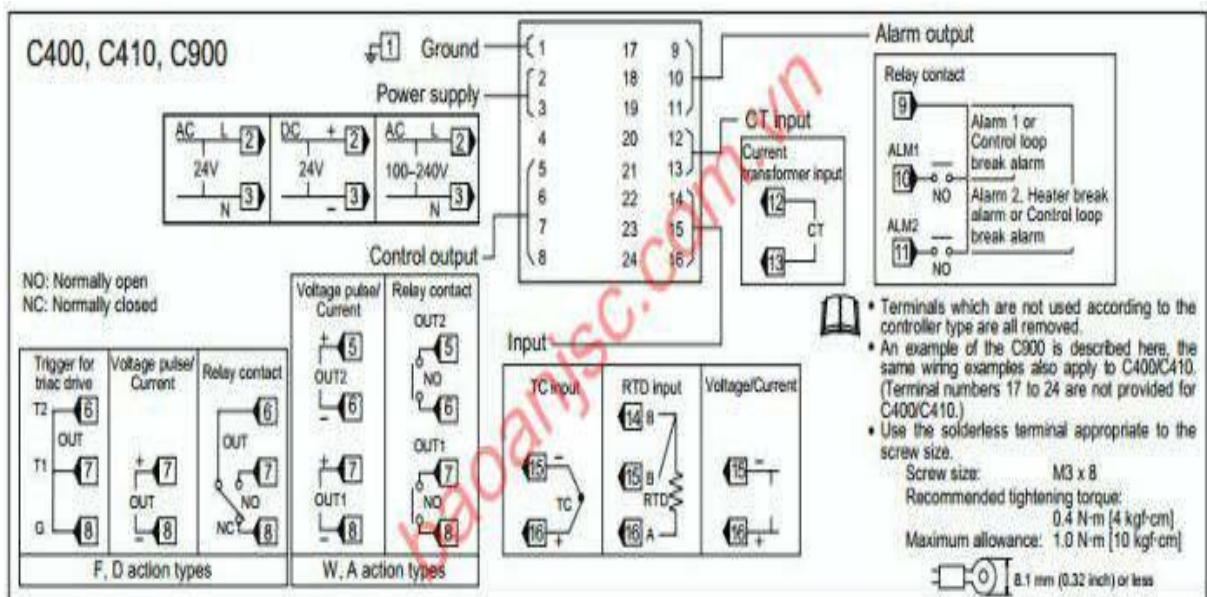 C400, C410, C900
1 Ground
Power supply
AC L 2
24V
N 3
DC + 2
24V
- 3
AC L 2
100–240V
N 3
Control output
1 17 9
2 18 10
3 19 11
4 20 12
5 21 13
6 22 14
7 23 15
8 24 16
Alarm output
Relay contact
9
Alarm 1 or
Control loop
break alarm
ALM1
10
NO
Alarm 2, Heater break
alarm or Control loop
break alarm
ALM2
11
NO
CT input
Current
transformer input
12
CT
13
NO: Normally open
NC: Normally closed
Trigger for
triac drive
T2 6
OUT
T1 7
G 8
Voltage pulse/
Current
+ 7
OUT
- 8
Relay contact
6
OUT
7
NO
NC 8
F, D action types
Voltage pulse/
Current
+ 5
OUT2
- 6
+ 7
OUT1
- 8
Relay contact
OUT2
5
NO
6
OUT1
7
NO
8
W, A action types
Input
TC input
15 -
TC
16 +
RTD input
14 B
15 B
RTD
16 A
Voltage/Current
15 -
16 +
• Terminals which are not used according to the
controller type are all removed.
• An example of the C900 is described here, the
same wiring examples also apply to C400/C410.
(Terminal numbers 17 to 24 are not provided for
C400/C410.)
• Use the solderless terminal appropriate to the
screw size.
Screw size: M3 x 8
Recommended tightening torque:
0.4 N·m [4 kgf·cm]
Maximum allowance: 1.0 N·m [10 kgf·cm]
8.1 mm (0.32 inch) or less
baoanjsc.com.vn